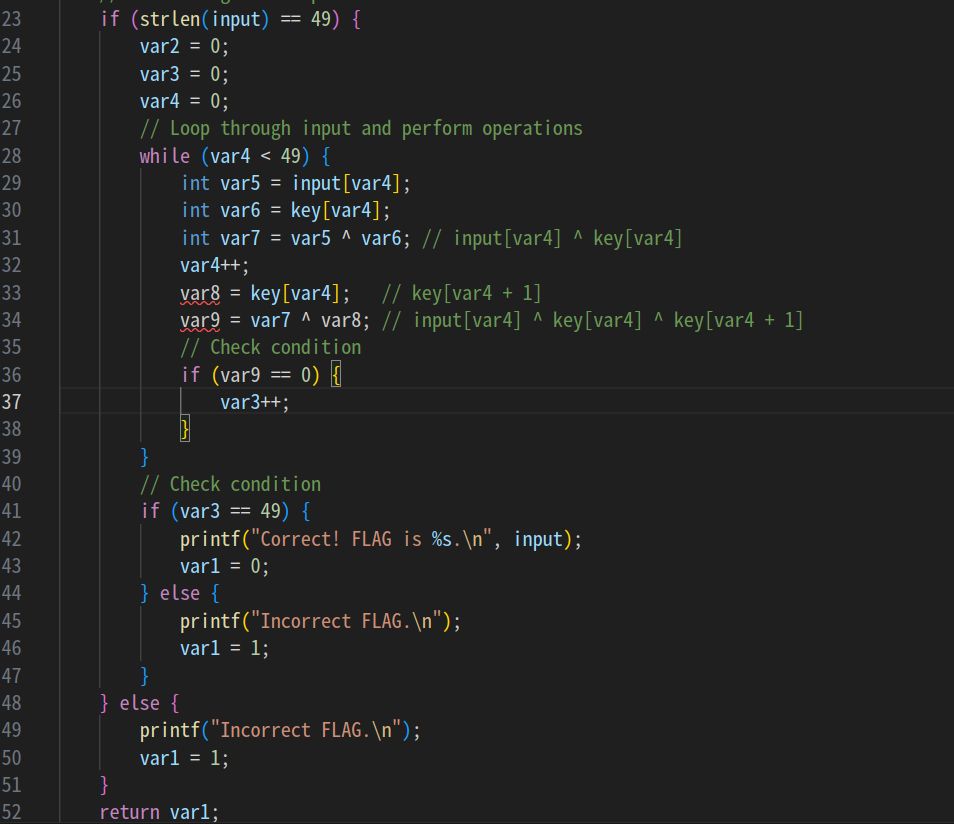 23 if (strlen(input) == 49) {
24 var2 = 0;
25 var3 = 0;
26 var4 = 0;
27 // Loop through input and perform operations
28 while (var4 < 49) {
29 int var5 = input[var4];
30 int var6 = key[var4];
31 int var7 = var5 ^ var6; // input[var4] ^ key[var4]
32 var4++;
33 var8 = key[var4]; // key[var4 + 1]
34 var9 = var7 ^ var8; // input[var4] ^ key[var4] ^ key[var4 + 1]
35 // Check condition
36 if (var9 == 0) {
37 var3++;
38 }
39 }
40 // Check condition
41 if (var3 == 49) {
42 printf("Correct! FLAG is %s.\n", input);
43 var1 = 0;
44 } else {
45 printf("Incorrect FLAG.\n");
46 var1 = 1;
47 }
48 } else {
49 printf("Incorrect FLAG.\n");
50 var1 = 1;
51 }
52 return var1;